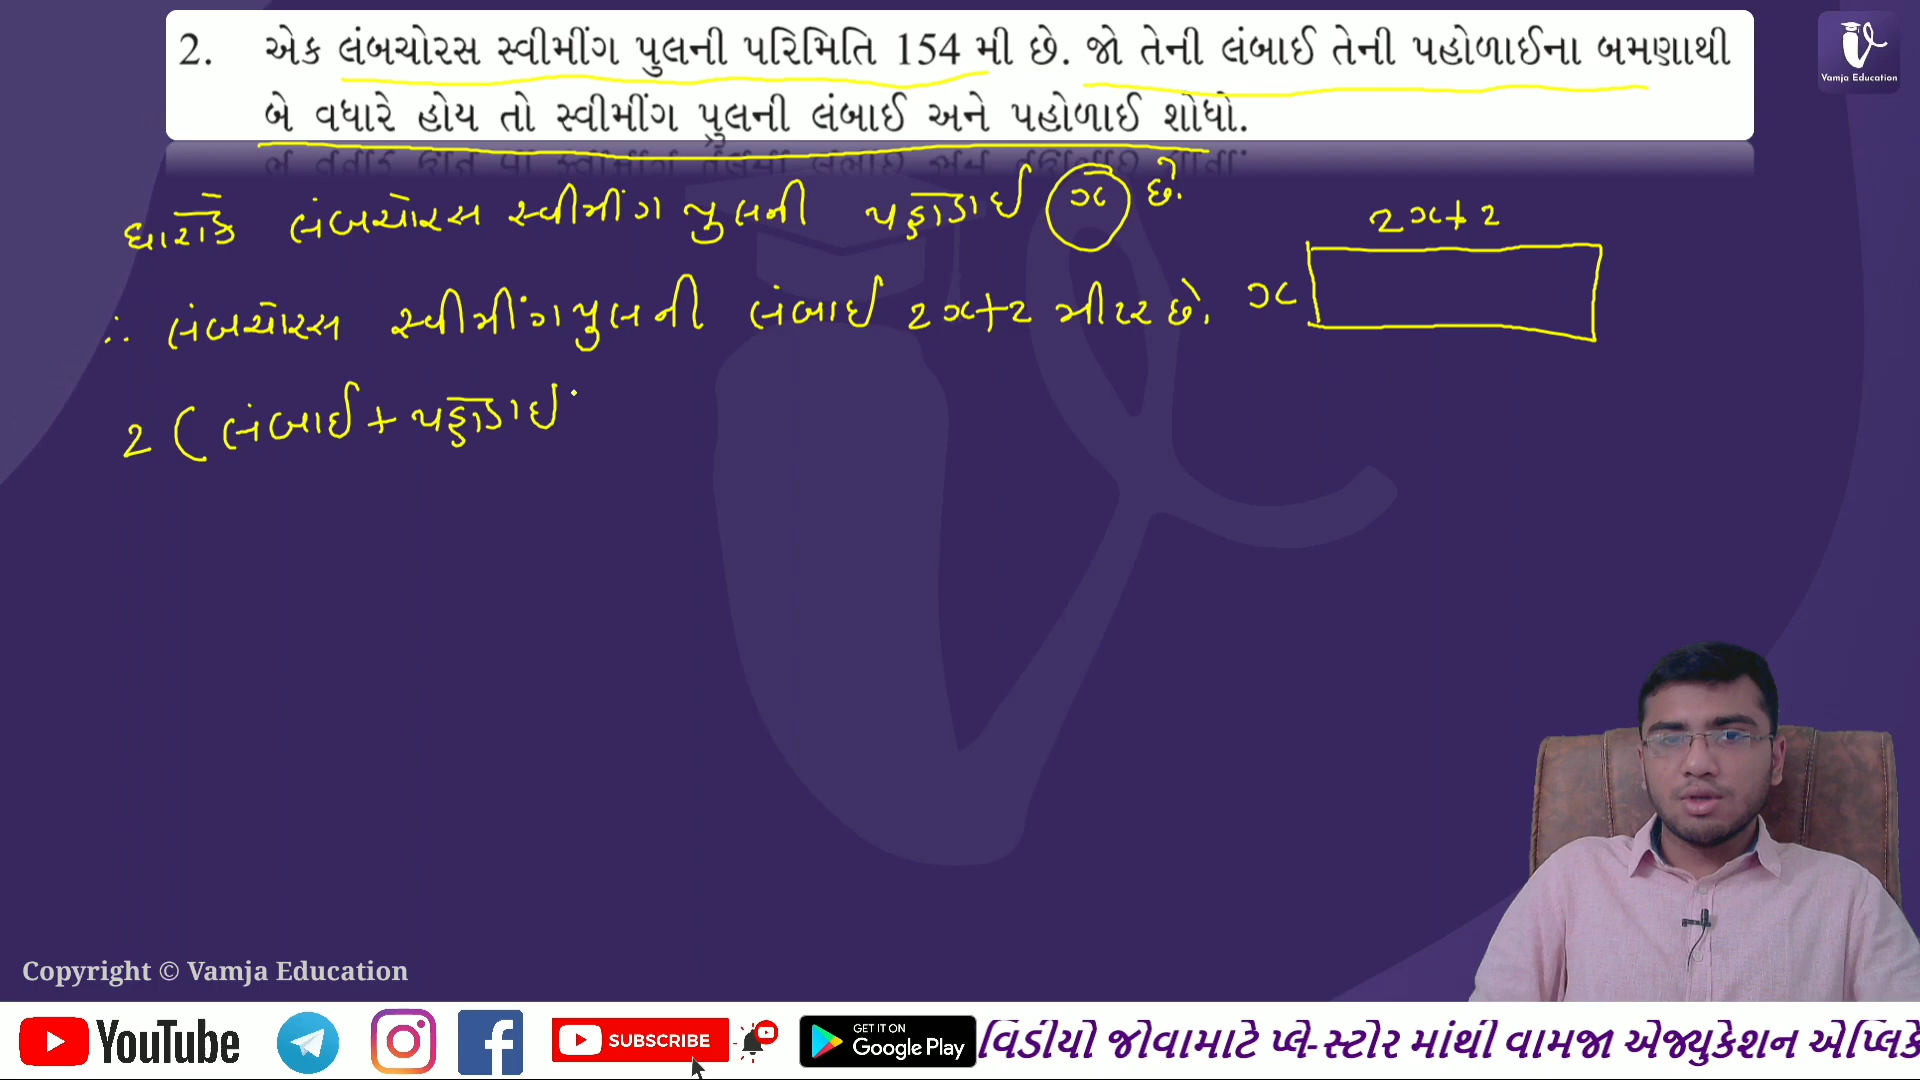 2. એક લંબચોરસ સ્વીમીંગ પુલની પરિમિતિ 154 મી છે. જો તેની લંબાઈ તેની પહોળાઈના બમણાથી
બે વધારે હોય તો સ્વીમીંગ પુલની લંબાઈ અને પહોળાઈ શોધો.
Vamja Education
ધારોકે લંબચોરસ સ્વીમીંગ પુલની પહોળાઈ x છે.
2x+2
∴ લંબચોરસ સ્વીમીંગ પુલની લંબાઈ 2x+2 મીટર છે.
x
2 (લંબાઈ + પહોળાઈ
Copyright © Vamja Education
YouTube SUBSCRIBE GET IT ON Google Play વિડીયો જોવામાટે પ્લે-સ્ટોર માંથી વામજા એજ્યુકેશન એપ્લિકે